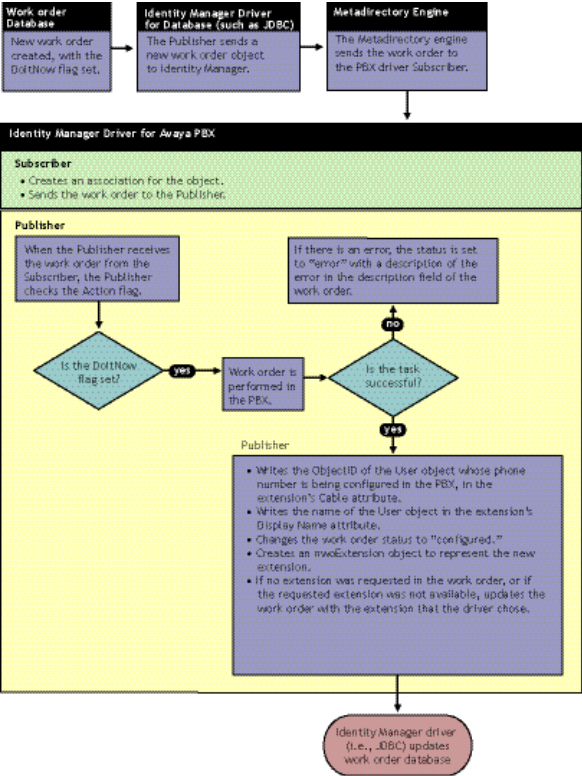 Work order
Database
New work order
created, with the
DoItNow flag set.
Identity Manager Driver
for Database (such as JDBC)
The Publisher sends a
new work order object
to Identity Manager.
Metadirectory Engine
The Metadirectory engine
sends the work order to
the PBX driver Subscriber.
Identity Manager Driver for Avaya PBX
Subscriber
• Creates an association for the object.
• Sends the work order to the Publisher.
Publisher
When the Publisher receives
the work order from the
Subscriber, the Publisher
checks the Action flag.
If there is an error, the status is set
to "error" with a description of the
error in the description field of the
work order.
no
Is the DoItNow
flag set?
yes
Work order is
performed in
the PBX.
Is the task
successful?
yes
Publisher
• Writes the ObjectID of the User object whose phone
number is being configured in the PBX, in the
extension's Cable attribute.
• Writes the name of the User object in the extension's
Display Name attribute.
• Changes the work order status to "configured."
• Creates an nwoExtension object to represent the new
extension.
• If no extension was requested in the work order, or if
the requested extension was not available, updates the
work order with the extension that the driver chose.
Identity Manager driver
(i.e., JDBC) updates
work order database